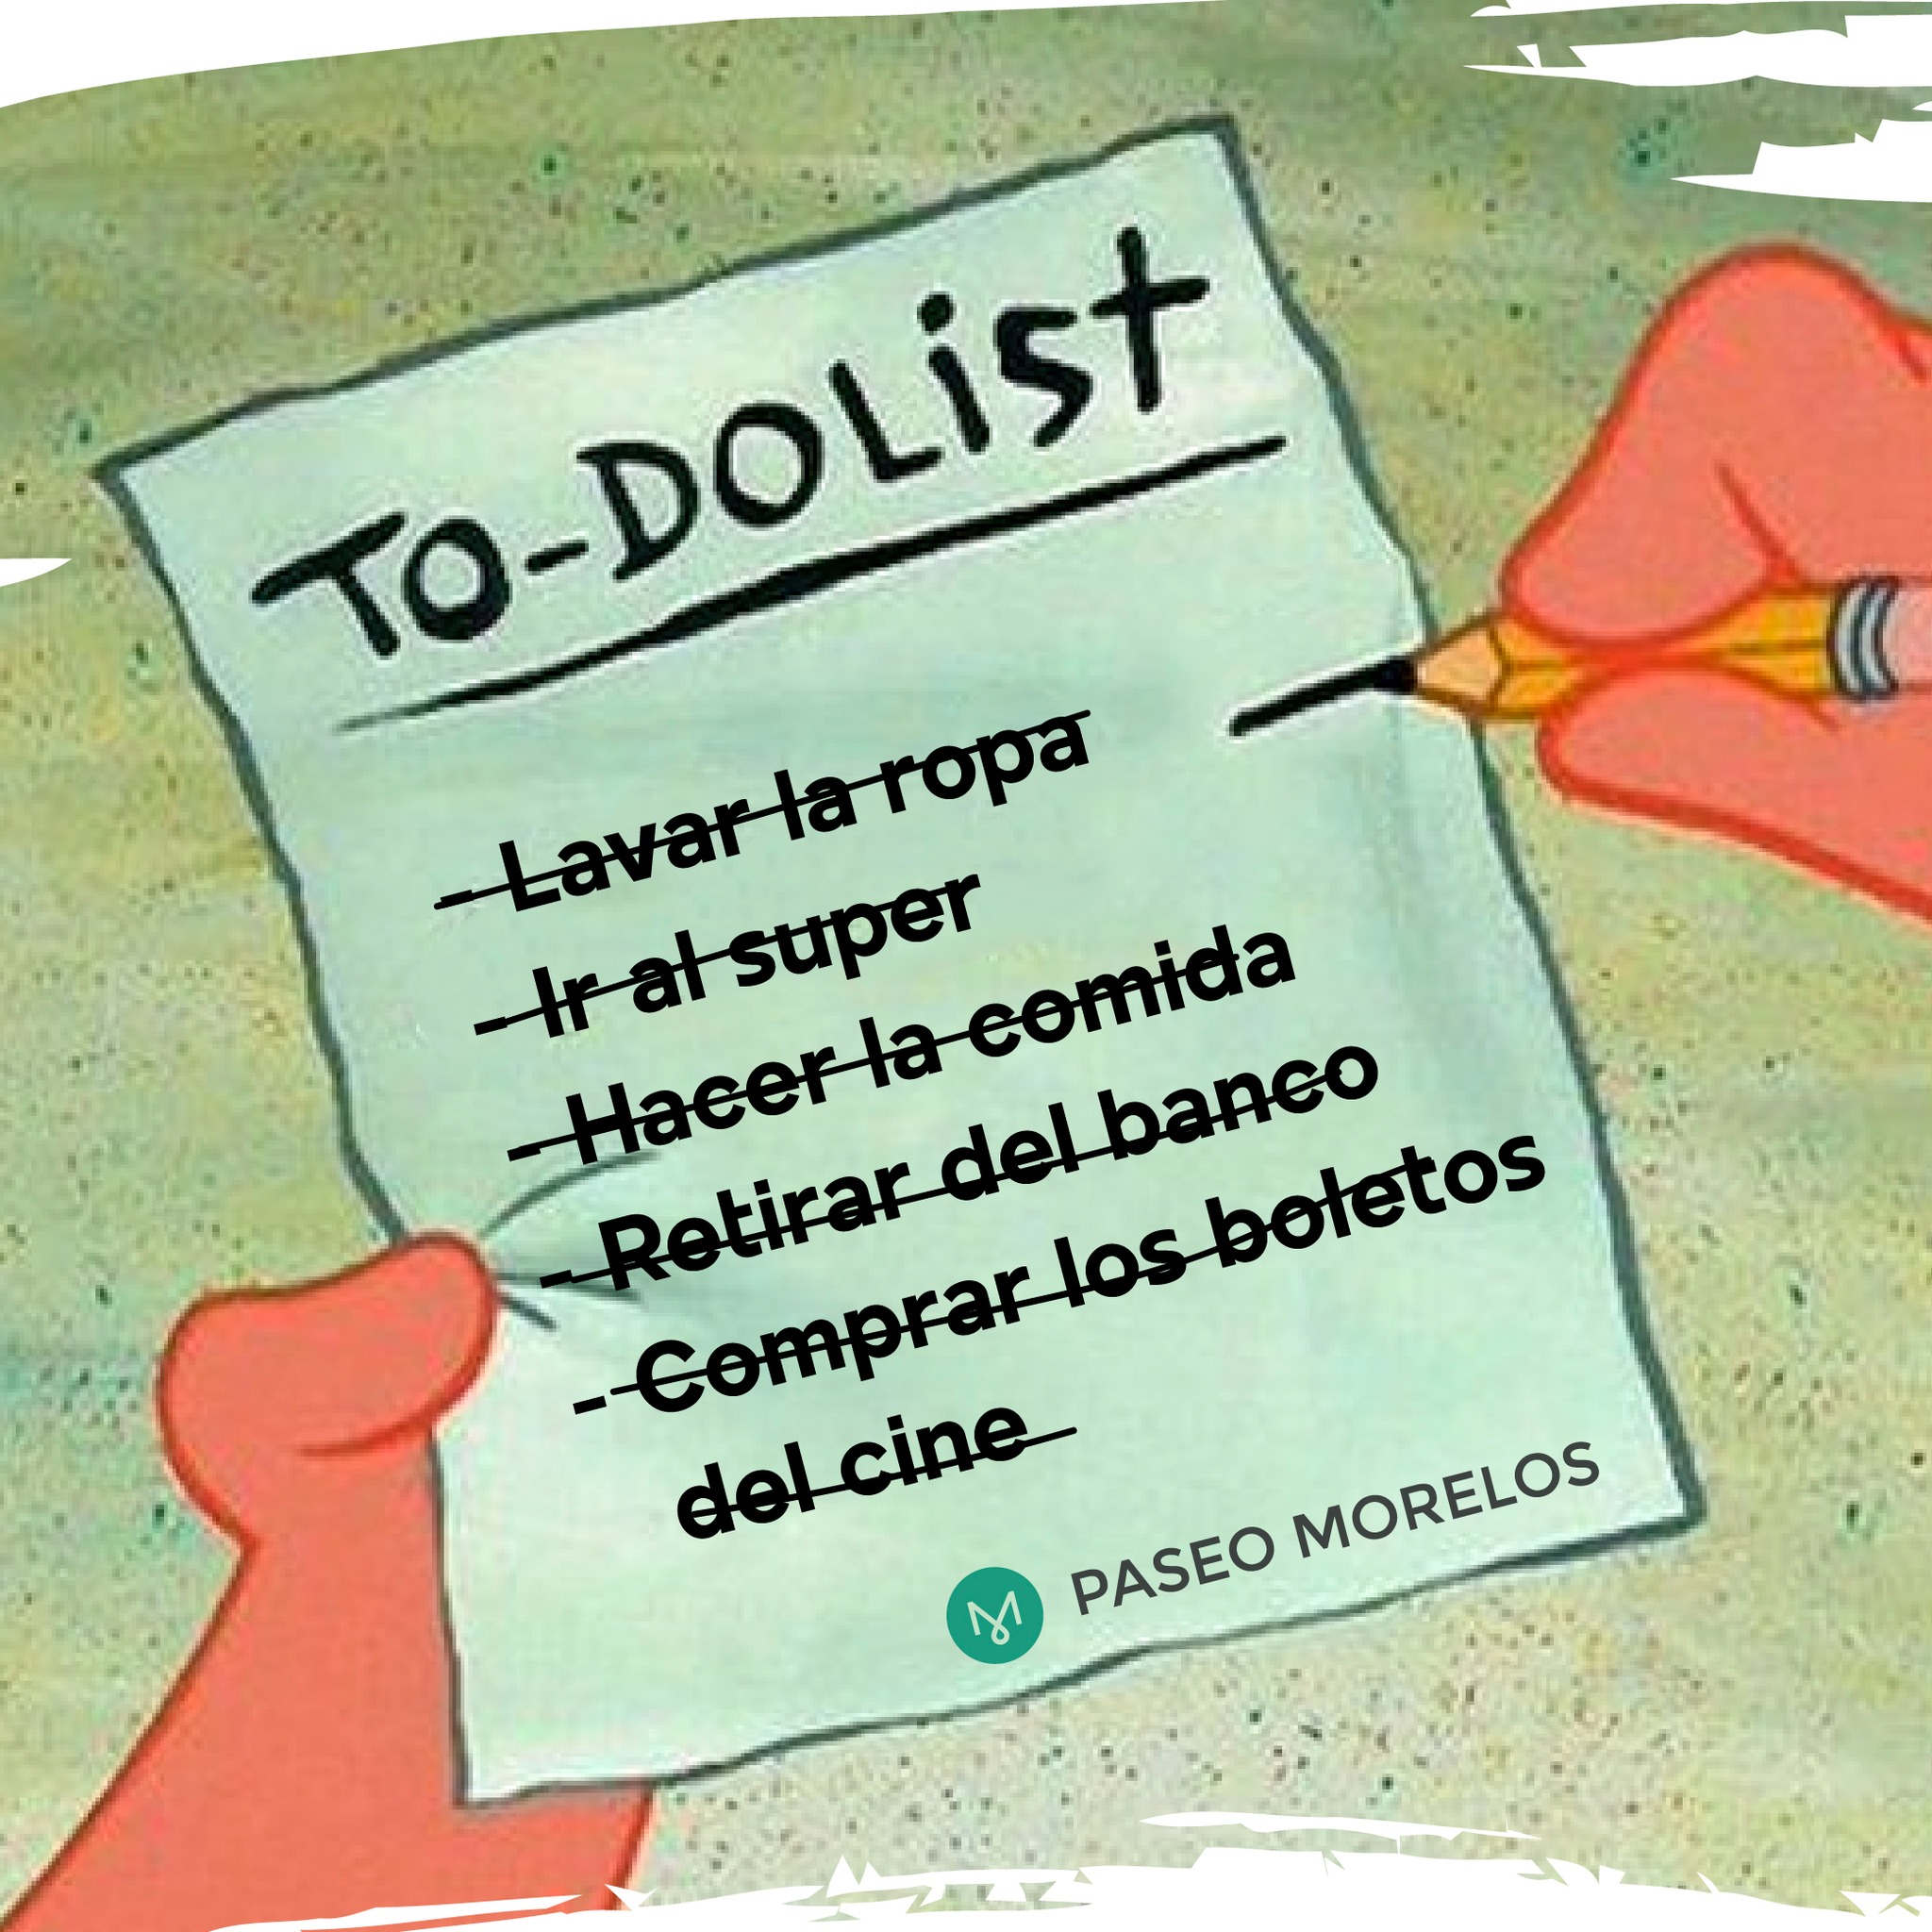 TO-DOLiST
- Lavar la ropa
- Ir al super
- Hacer la comida
- Retirar del banco
- Comprar los boletos
del cine
PASEO MORELOS